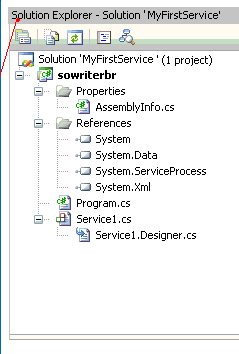 Solution Explorer - Solution 'MyFirstService'
Solution 'MyFirstService ' (1 project)
sowriterbr
Properties
AssemblyInfo.cs
References
System
System.Data
System.ServiceProcess
System.Xml
Program.cs
Service1.cs
Service1.Designer.cs